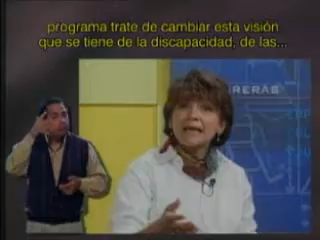 programa trate de cambiar esta visión
que se tiene de la discapacidad, de las...
RERAS